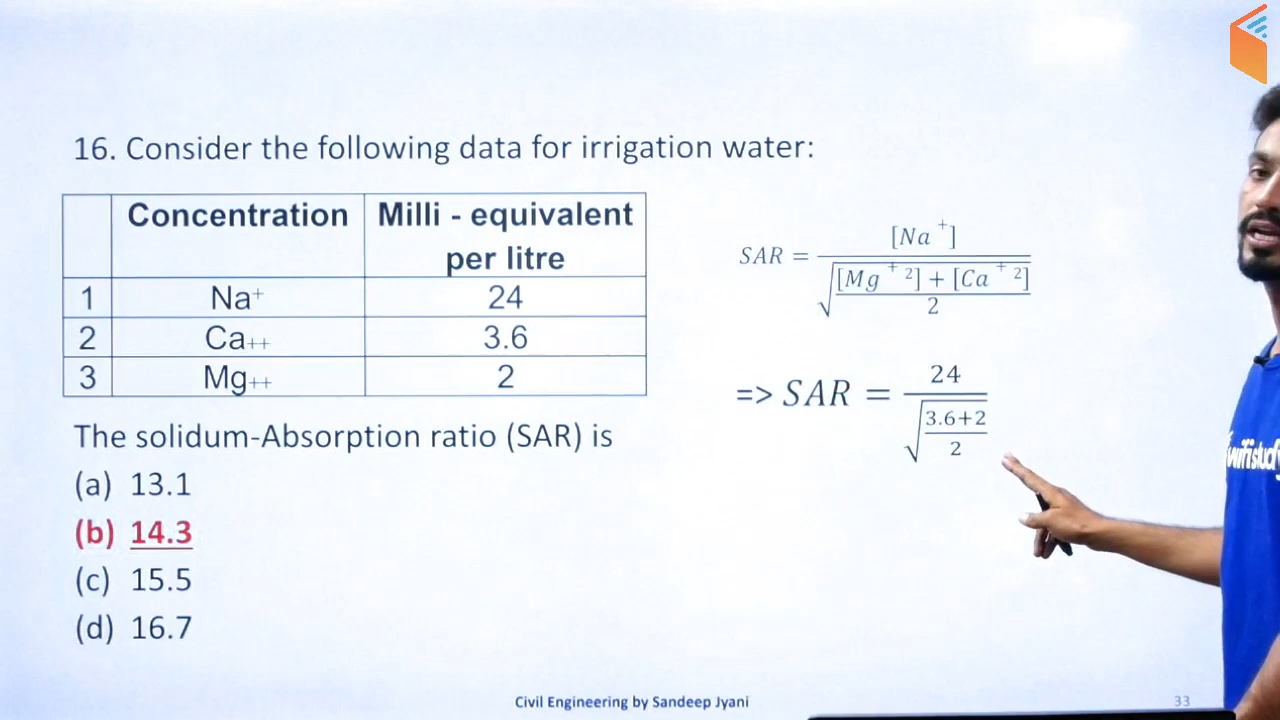 16. Consider the following data for irrigation water:
Concentration Milli - equivalent
per litre
1 Na⁺ 24
2 Ca₊₊ 3.6
3 Mg₊₊ 2
The solidum-Absorption ratio (SAR) is
(a) 13.1
(b) 14.3
(c) 15.5
(d) 16.7
SAR = [Na⁺] / √(([Mg⁺²] + [Ca⁺²]) / 2)
=> SAR = 24 / √((3.6+2) / 2)
wifistudy
Civil Engineering by Sandeep Jyani
33